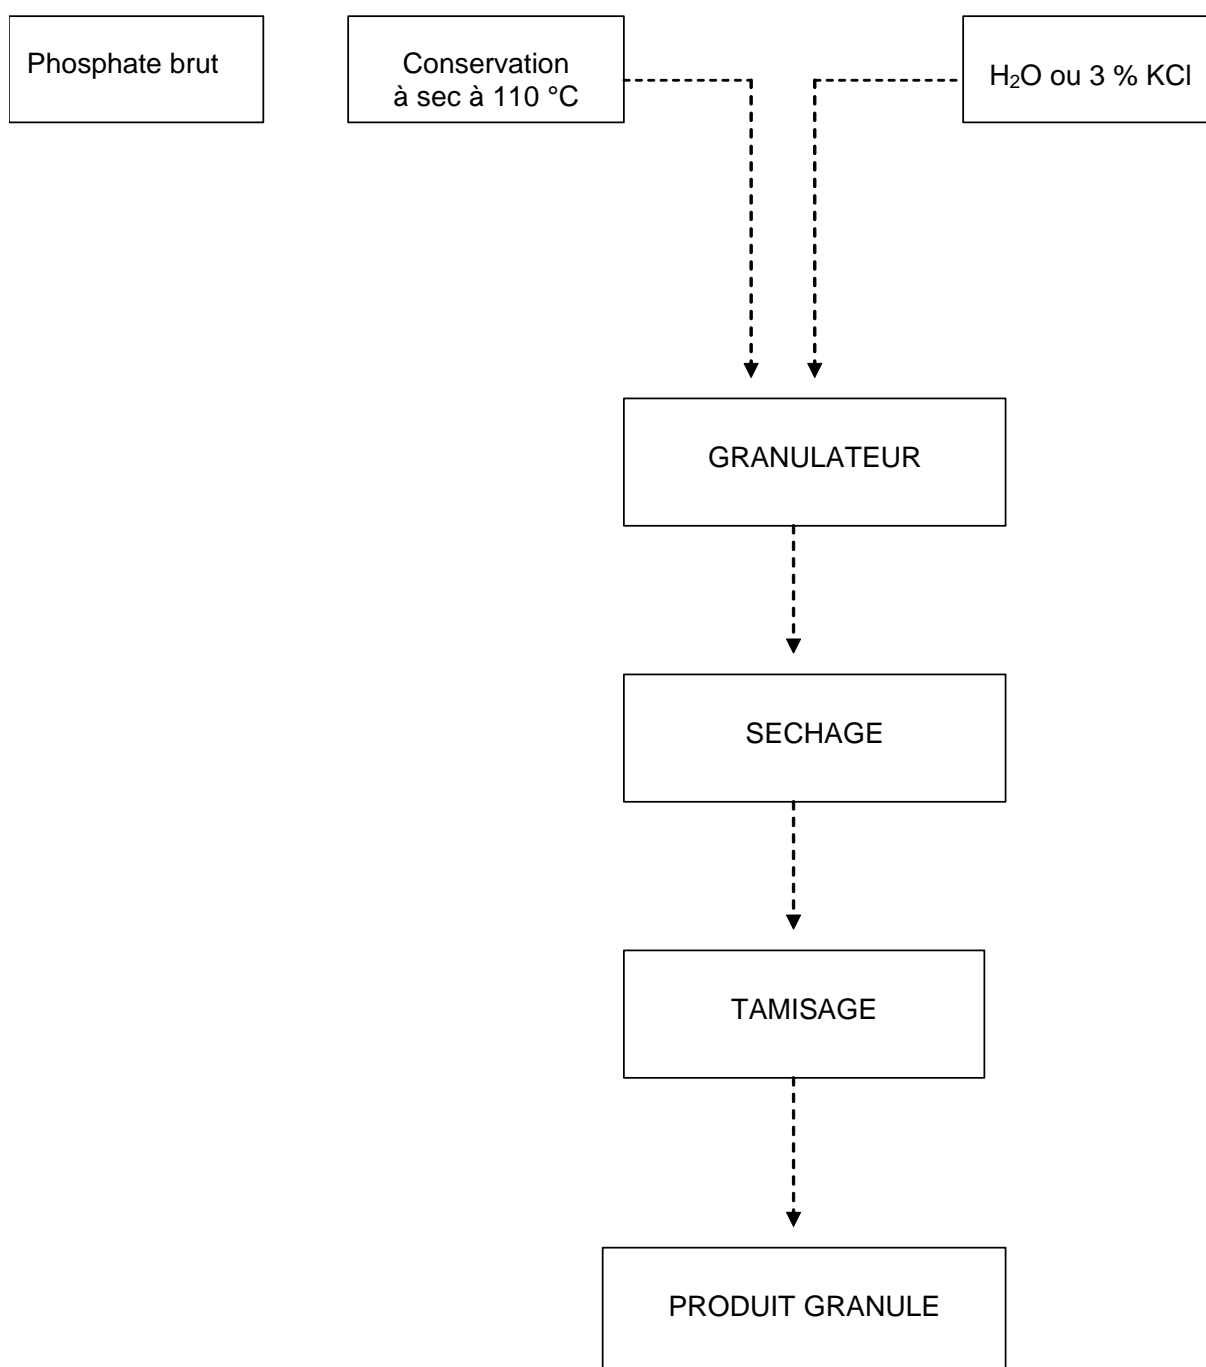 Phosphate brut
Conservation
à sec à 110 °C
H₂O ou 3 % KCl
GRANULATEUR
SECHAGE
TAMISAGE
PRODUIT GRANULE